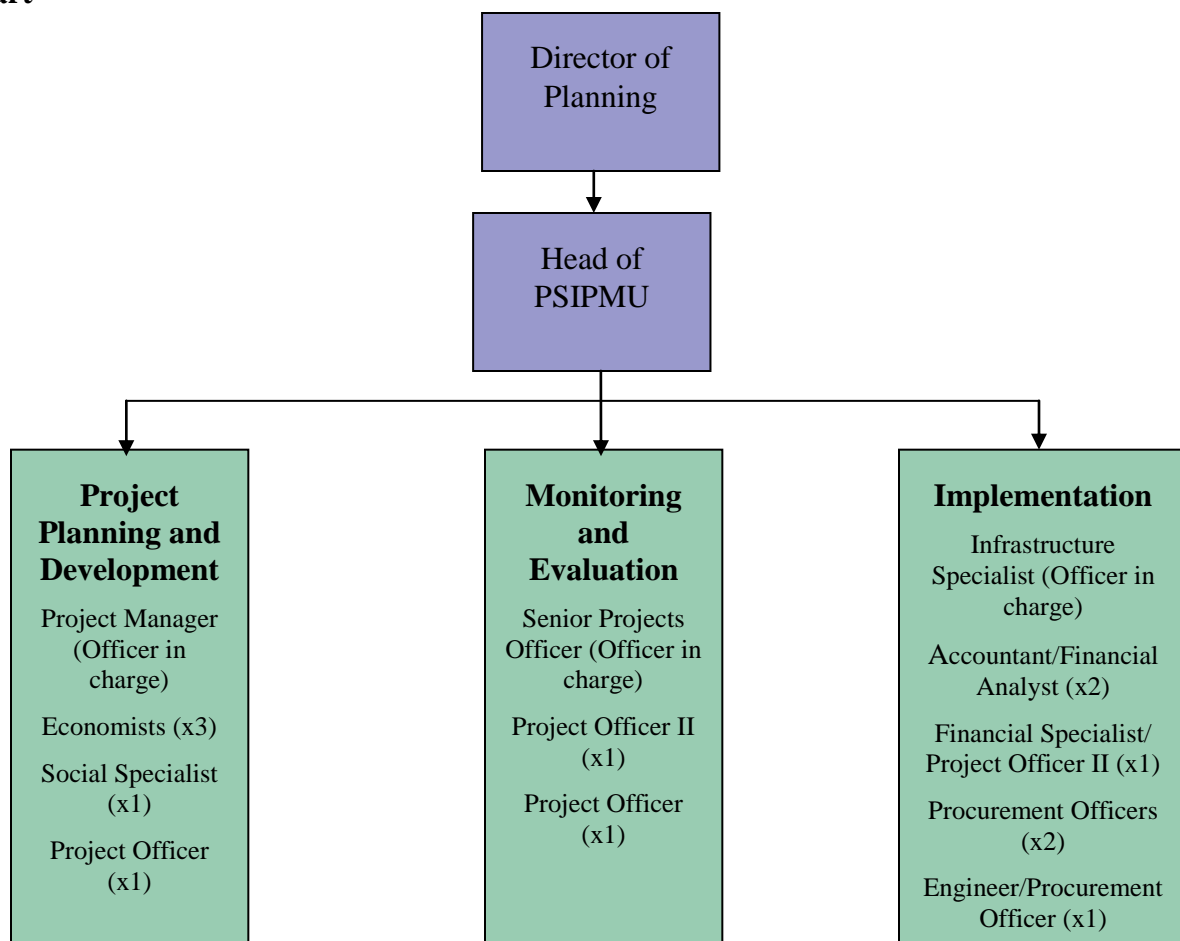 Director of
Planning
Head of
PSIPMU
Project
Planning and
Development
Project Manager
(Officer in
charge)
Economists (x3)
Social Specialist
(x1)
Project Officer
(x1)
Monitoring
and
Evaluation
Senior Projects
Officer (Officer in
charge)
Project Officer II
(x1)
Project Officer
(x1)
Implementation
Infrastructure
Specialist (Officer in
charge)
Accountant/Financial
Analyst (x2)
Financial Specialist/
Project Officer II (x1)
Procurement Officers
(x2)
Engineer/Procurement
Officer (x1)